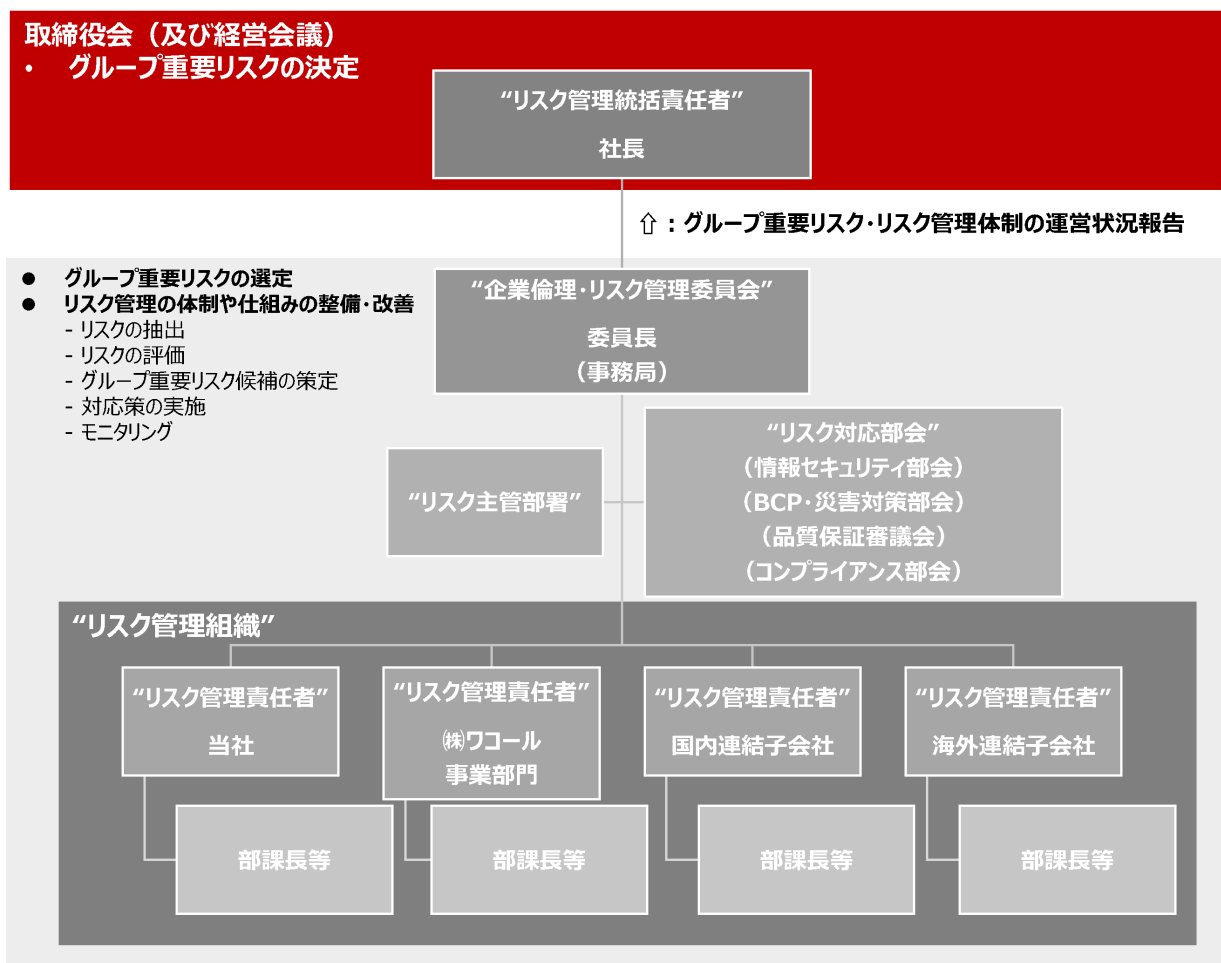 取締役会（及び経営会議）
• グループ重要リスクの決定
“リスク管理統括責任者”
社長
⇧：グループ重要リスク・リスク管理体制の運営状況報告
● グループ重要リスクの選定
● リスク管理の体制や仕組みの整備・改善
- リスクの抽出
- リスクの評価
- グループ重要リスク候補の策定
- 対応策の実施
- モニタリング
“企業倫理・リスク管理委員会”
委員長
（事務局）
“リスク主管部署”
“リスク対応部会”
（情報セキュリティ部会）
（BCP・災害対策部会）
（品質保証審議会）
（コンプライアンス部会）
“リスク管理組織”
“リスク管理責任者”
当社
“リスク管理責任者”
㈱ワコール
事業部門
“リスク管理責任者”
国内連結子会社
“リスク管理責任者”
海外連結子会社
部課長等
部課長等
部課長等
部課長等